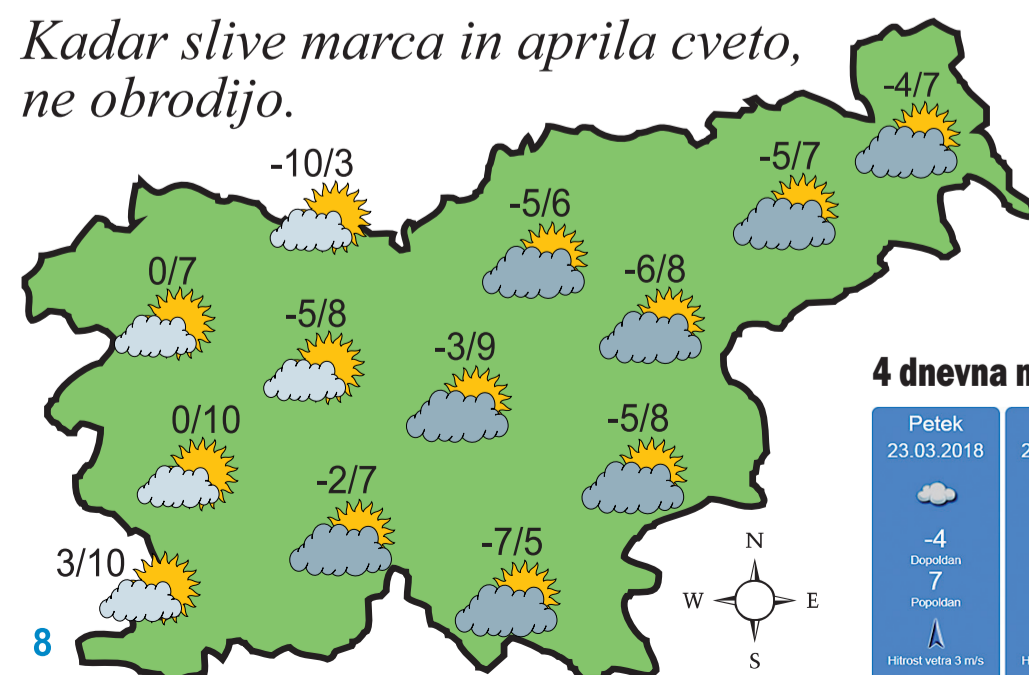 Kadar slive marca in aprila cveto,
ne obrodijo.
-4/7
-10/3
-5/7
-5/6
0/7
-6/8
-5/8
-3/9
0/10
-5/8
-2/7
-7/5
3/10
N
W
E
S
8
4 dnevna
Petek
23.03.2018
-4
Dopoldan
7
Popoldan
Hitrost vetra 3 m/s